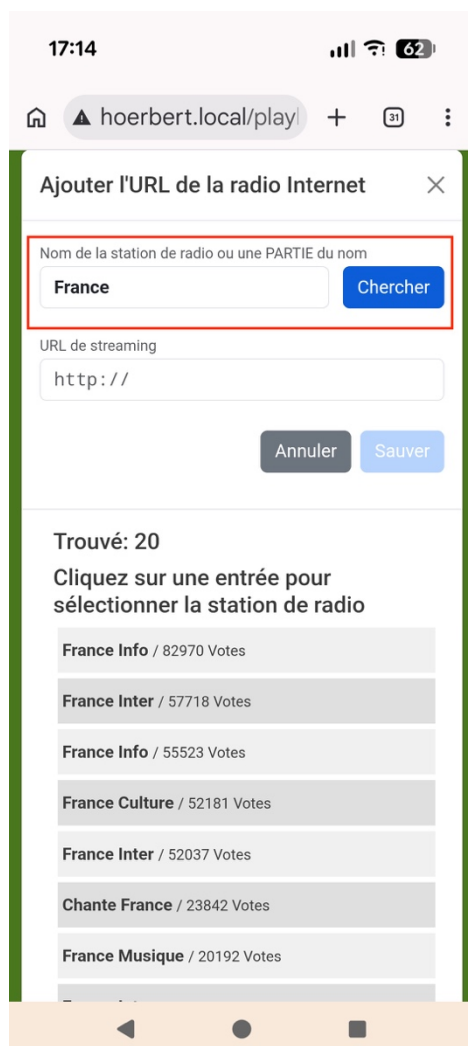 17:14
62
hoerbert.local/playl
31
Ajouter l'URL de la radio Internet
Nom de la station de radio ou une PARTIE du nom
France
Chercher
URL de streaming
http://
Annuler
Sauver
Trouvé: 20
Cliquez sur une entrée pour
sélectionner la station de radio
France Info / 82970 Votes
France Inter / 57718 Votes
France Info / 55523 Votes
France Culture / 52181 Votes
France Inter / 52037 Votes
Chante France / 23842 Votes
France Musique / 20192 Votes